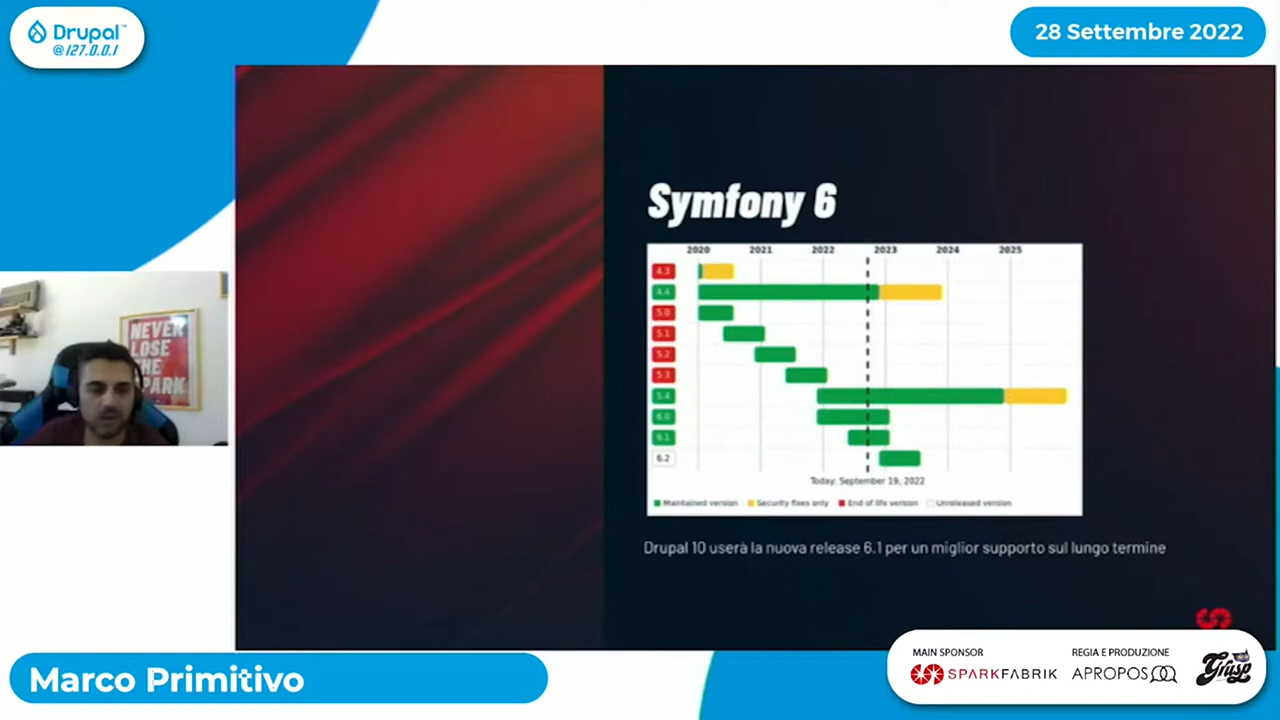 Drupal™
@127.0.0.1
28 Settembre 2022
Symfony 6
2020 2021 2022 2023 2024 2025
4.3
4.4
5.0
5.1
5.2
5.3
5.4
6.0
6.1
6.2
Today: September 19, 2022
Maintained version Security fixes only End of life version Unreleased version
Drupal 10 userà la nuova release 6.1 per un miglior supporto sul lungo termine
NEVER
LOSE
THE
SPARK
Marco Primitivo
MAIN SPONSOR
SPARKFABRIK
REGIA E PRODUZIONE
APROPOS
Grusp